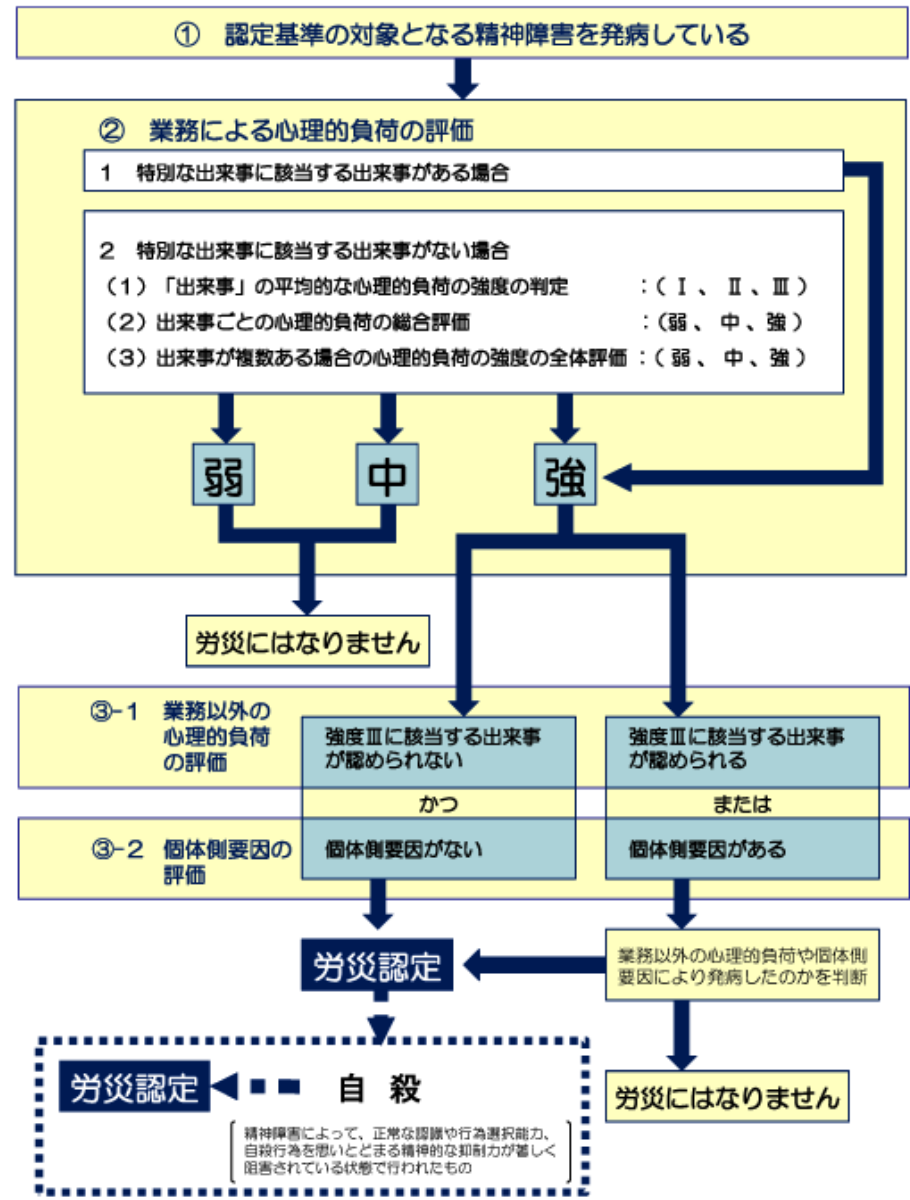 ① 認定基準の対象となる精神障害を発病している
② 業務による心理的負荷の評価
1 特別な出来事に該当する出来事がある場合
2 特別な出来事に該当する出来事がない場合
(1)「出来事」の平均的な心理的負荷の強度の判定 :( Ⅰ 、 Ⅱ 、Ⅲ )
(2)出来事ごとの心理的負荷の総合評価 :(弱 、 中 、強 )
(3)出来事が複数ある場合の心理的負荷の強度の全体評価 :( 弱 、 中 、強 )
弱
中
強
労災にはなりません
③-1 業務以外の
心理的負荷
の評価
強度Ⅲに該当する出来事
が認められない
強度Ⅲに該当する出来事
が認められる
かつ
または
③-2 個体側要因の
評価
個体側要因がない
個体側要因がある
労災認定
業務以外の心理的負荷や個体側
要因により発病したのかを判断
労災認定
自 殺
精神障害によって、正常な認識や行為選択能力、
自殺行為を思いとどまる精神的な抑制力が著しく
阻害されている状態で行われたもの
労災にはなりません